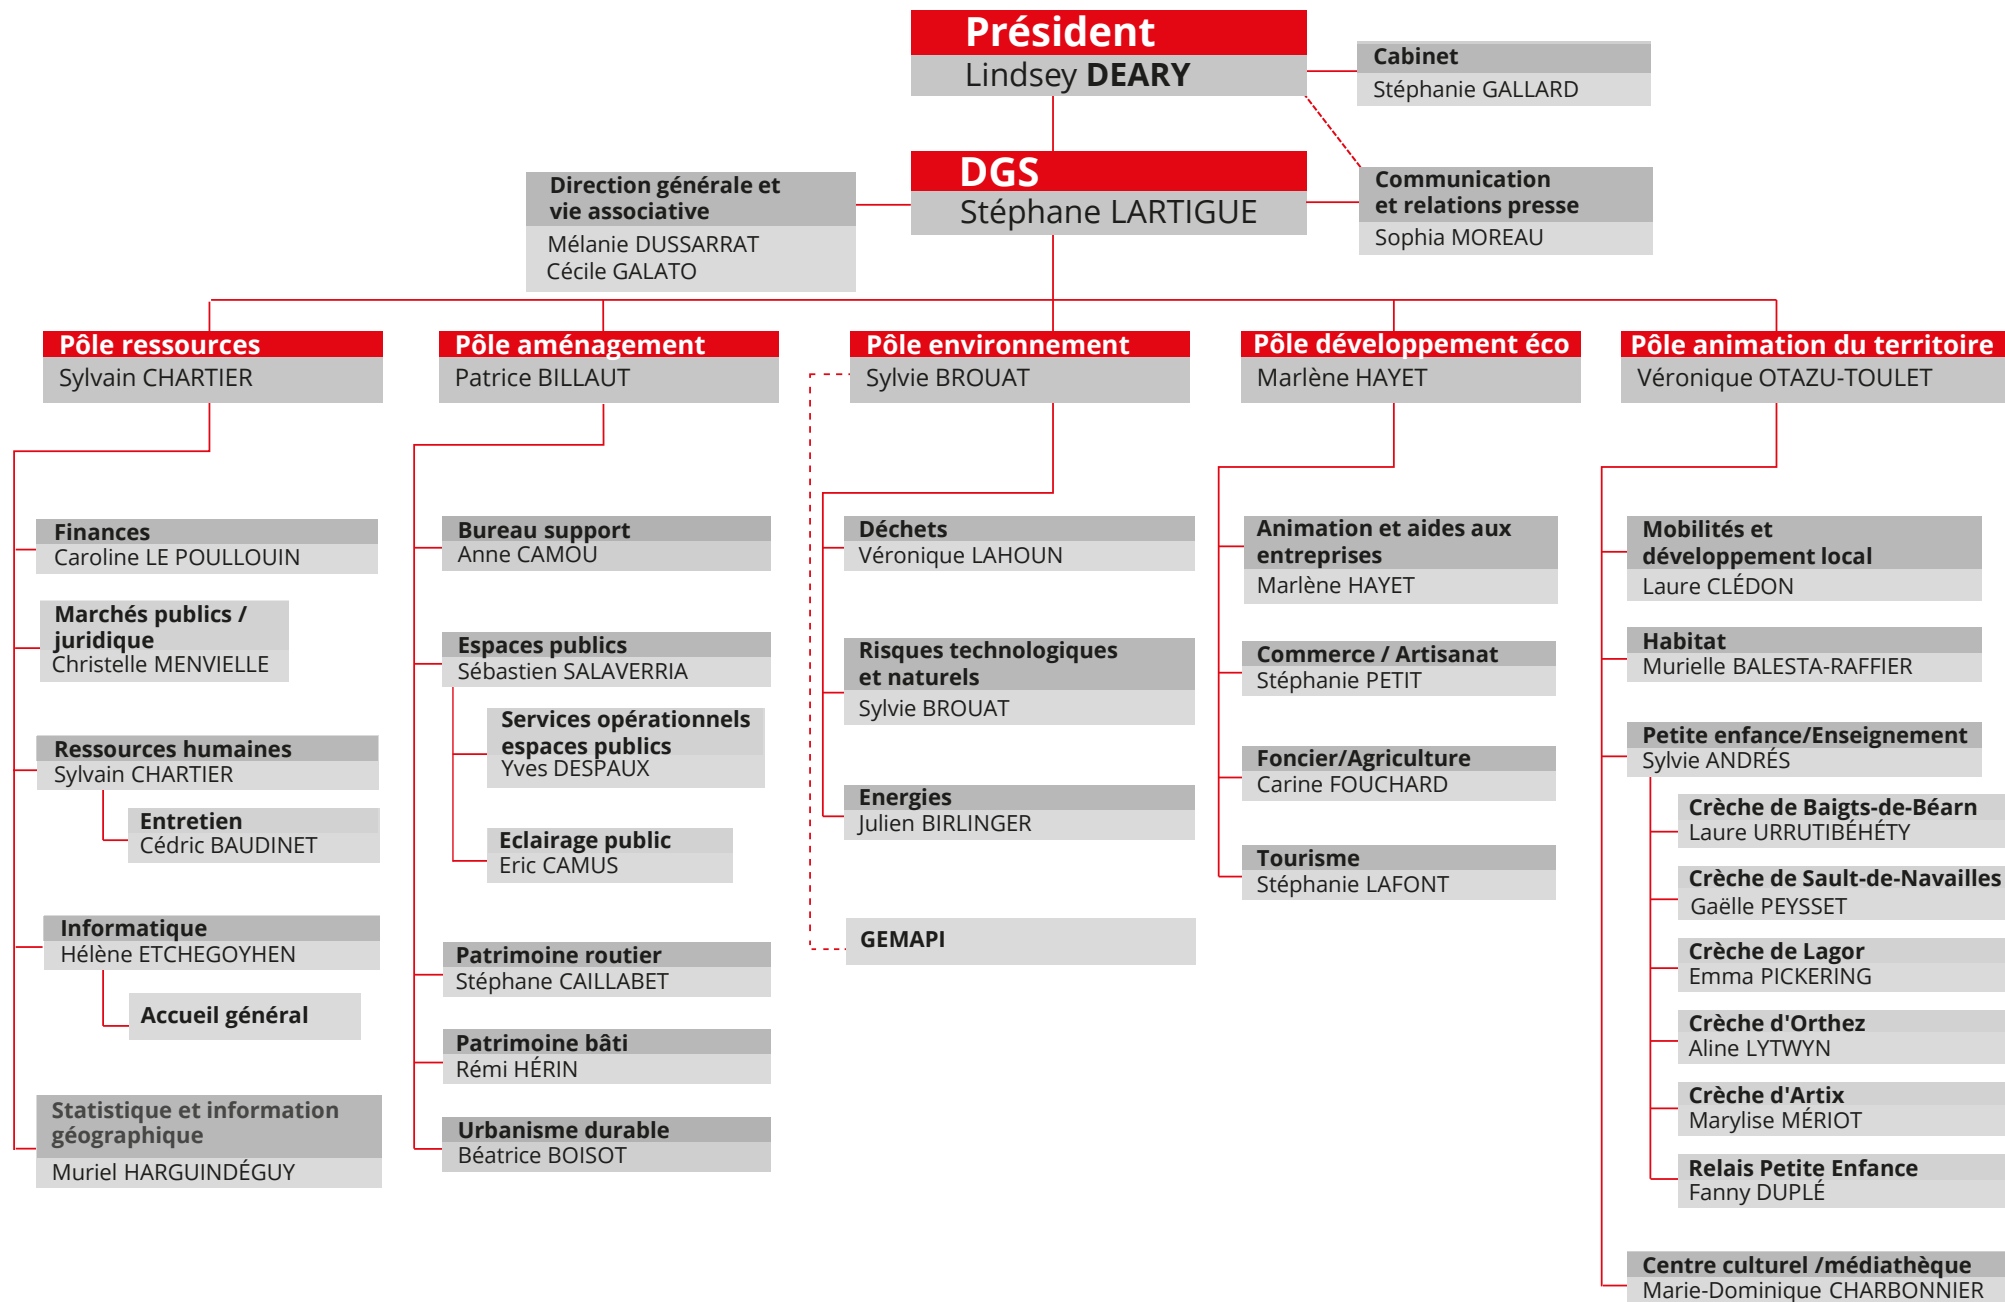 Président
Lindsey DEARY
Cabinet
Stéphanie GALLARD
DGS
Stéphane LARTIGUE
Direction générale et
vie associative
Mélanie DUSSARRAT
Cécile GALATO
Communication
et relations presse
Sophia MOREAU
Pôle ressources
Sylvain CHARTIER
Finances
Caroline LE POULLOUIN
Marchés publics /
juridique
Christelle MENVIELLE
Ressources humaines
Sylvain CHARTIER
Entretien
Cédric BAUDINET
Informatique
Hélène ETCHEGOYHEN
Accueil général
Statistique et information
géographique
Muriel HARGUINDÉGUY
Pôle aménagement
Patrice BILLAUT
Bureau support
Anne CAMOU
Espaces publics
Sébastien SALAVERRIA
Services opérationnels
espaces publics
Yves DESPAUX
Eclairage public
Eric CAMUS
Patrimoine routier
Stéphane CAILLABET
Patrimoine bâti
Rémi HÉRIN
Urbanisme durable
Béatrice BOISOT
Pôle environnement
Sylvie BROUAT
Déchets
Véronique LAHOUN
Risques technologiques
et naturels
Sylvie BROUAT
Energies
Julien BIRLINGER
GEMAPI
Pôle développement éco
Marlène HAYET
Animation et aides aux
entreprises
Marlène HAYET
Commerce / Artisanat
Stéphanie PETIT
Foncier/Agriculture
Carine FOUCHARD
Tourisme
Stéphanie LAFONT
Pôle animation du territoire
Véronique OTAZU-TOULET
Mobilités et
développement local
Laure CLÉDON
Habitat
Murielle BALESTA-RAFFIER
Petite enfance/Enseignement
Sylvie ANDRÉS
Crèche de Baigts-de-Béarn
Laure URRUTIBÉHÉTY
Crèche de Sault-de-Navailles
Gaëlle PEYSSET
Crèche de Lagor
Emma PICKERING
Crèche d'Orthez
Aline LYTWYN
Crèche d'Artix
Marylise MÉRIOT
Relais Petite Enfance
Fanny DUPLÉ
Centre culturel /médiathèque
Marie-Dominique CHARBONNIER